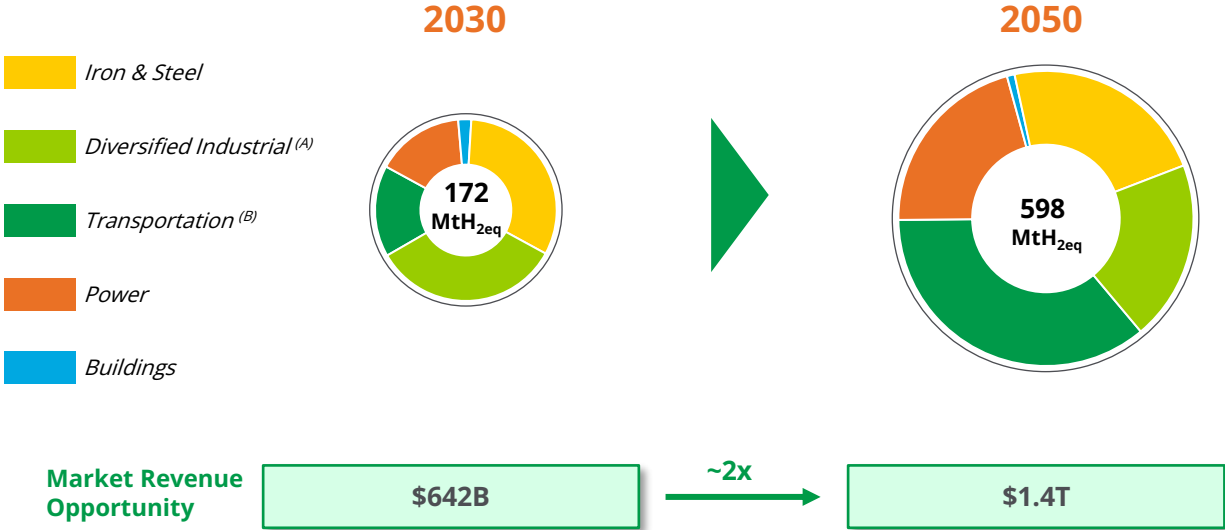 2030
2050
Iron & Steel
Diversified Industrial (A)
Transportation (B)
Power
Buildings
172
MtH2eq
598
MtH2eq
Market Revenue
Opportunity
$642B
~2x
$1.4T